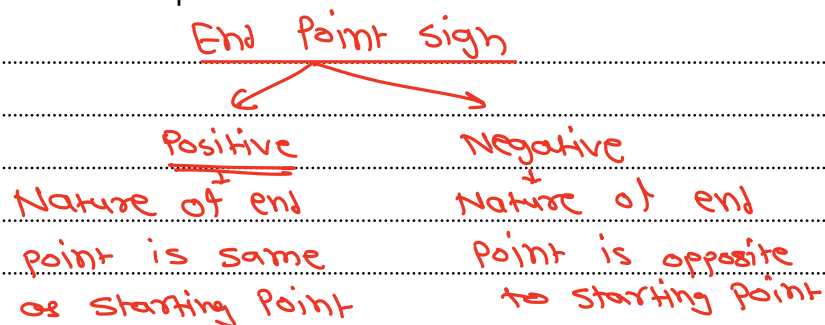 End Point sign
Positive Negative
Nature of end Nature of end
point is same point is opposite
as starting Point to starting point